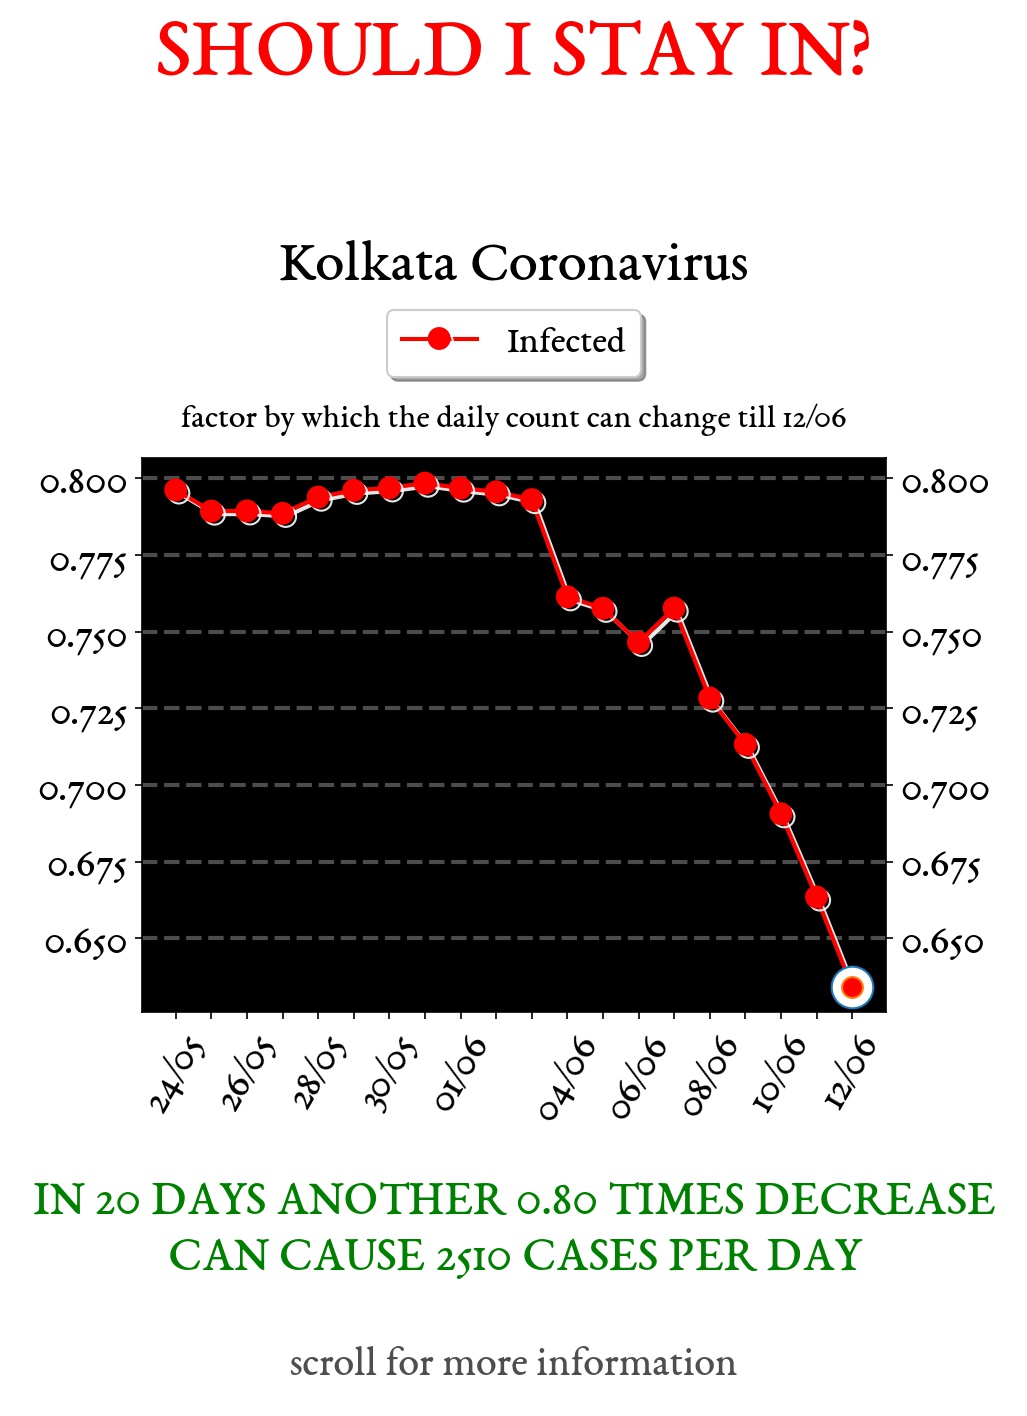 SHOULD I STAY IN?
Kolkata Coronavirus
Infected
factor by which the daily count can change till 12/06
0.800 0.800
0.775 0.775
0.750 0.750
0.725 0.725
0.700 0.700
0.675 0.675
0.650 0.650
24/05 26/05 28/05 30/05 01/06 04/06 06/06 08/06 10/06 12/06
IN 20 DAYS ANOTHER 0.80 TIMES DECREASE
CAN CAUSE 2510 CASES PER DAY
scroll for more information